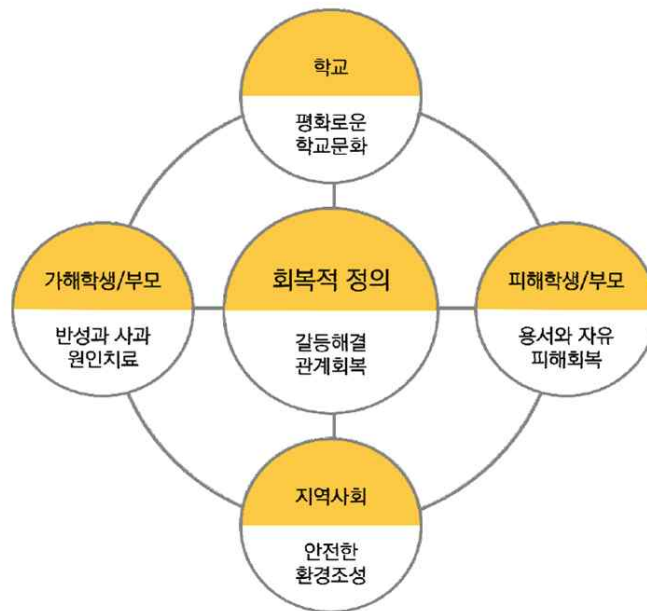 학교
평화로운
학교문화
가해학생/부모
반성과 사과
원인치료
회복적 정의
갈등해결
관계회복
피해학생/부모
용서와 자유
피해회복
지역사회
안전한
환경조성